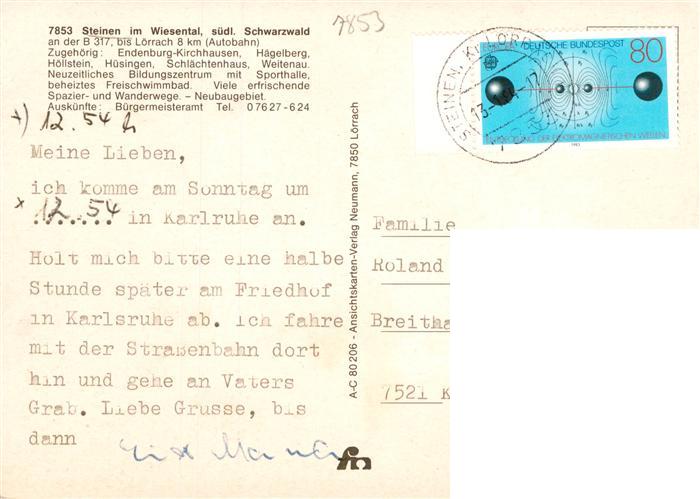 7853
7853 Steinen im Wiesental, südl. Schwarzwald
an der B 317, bis Lörrach 8 km (Autobahn)
Zugehörig: Endenburg-Kirchhausen, Hägelberg,
Höllstein, Hüsingen, Schlächtenhaus, Weitenau.
Neuzeitliches Bildungszentrum mit Sporthalle,
beheiztes Freischwimmbad. Viele erfrischende
Spazier- und Wanderwege. – Neubaugebiet.
Auskünfte: Bürgermeisteramt Tel. 07627-624
x) 12.54 h
Meine Lieben,
ich komme am Sonntag um
x 12.54 in Karlruhe an.
Holt mich bitte eine halbe
Stunde später am Friedhof
in Karlsruhe ab. Ich fahre
mit der Straßenbahn dort
hin und gehe an Vaters
Grab. Liebe Grusse, bis
dann
fn
A-C 80 206 - Ansichtskarten-Verlag Neumann, 7850 Lörrach
DEUTSCHE BUNDESPOST 80
DER ELEKTROMAGNETISCHEN WELLEN
1983
STEINEN, K
Familie
Roland
Breitha
7521 K